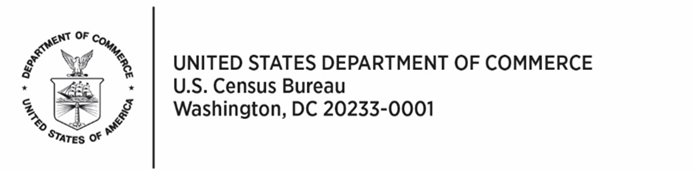 DEPARTMENT OF COMMERCE
UNITED STATES OF AMERICA
UNITED STATES DEPARTMENT OF COMMERCE
U.S. Census Bureau
Washington, DC 20233-0001